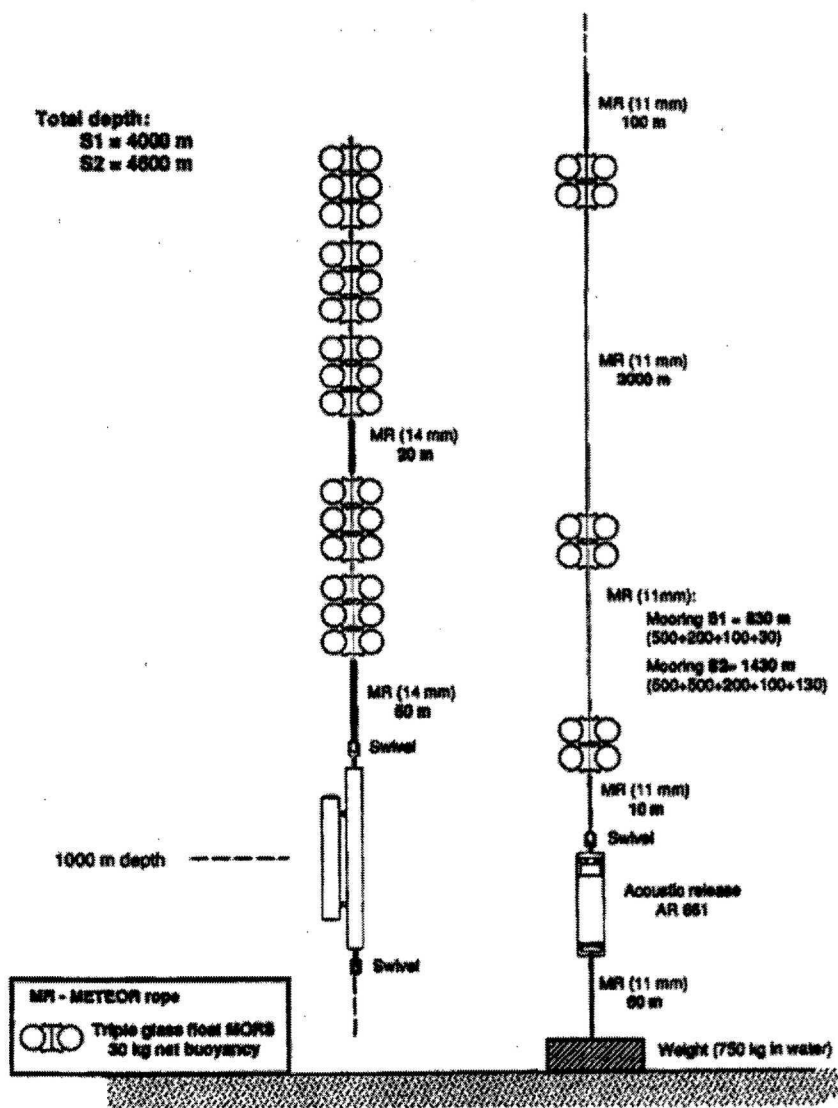 Total depth:
S1 = 4000 m
S2 = 4600 m
MR (14 mm)
20 m
MR (14 mm)
m
Swivel
1000 m depth
Swivel
MR - METEOR rope
Triple glass float MORS
30 kg net buoyancy
MR (11 mm)
100 m
MR (11 mm)
2000 m
MR (11mm):
Mooring S1 = 830 m
(500+200+100+30)
Mooring S2= 1430 m
(500+500+200+100+130)
MR (11 mm)
10 m
Swivel
Acoustic release
AR 661
MR (11 mm)
60 m
Weight (750 kg in water)